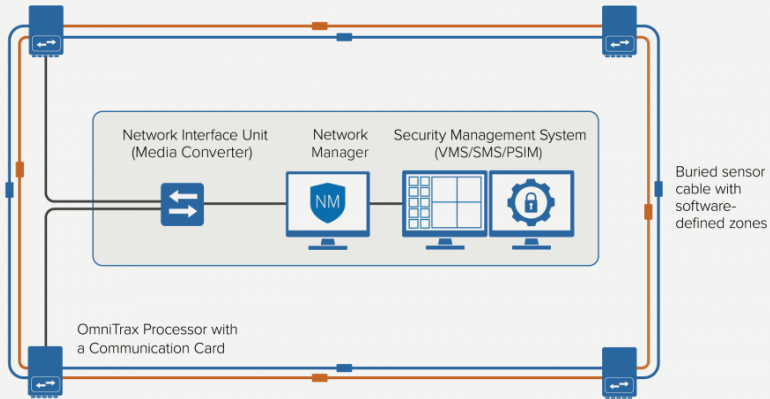 Network Interface Unit
(Media Converter)
Network
Manager
Security Management System
(VMS/SMS/PSIM)
NM
Buried sensor
cable with
software-
defined zones
OmniTrax Processor with
a Communication Card